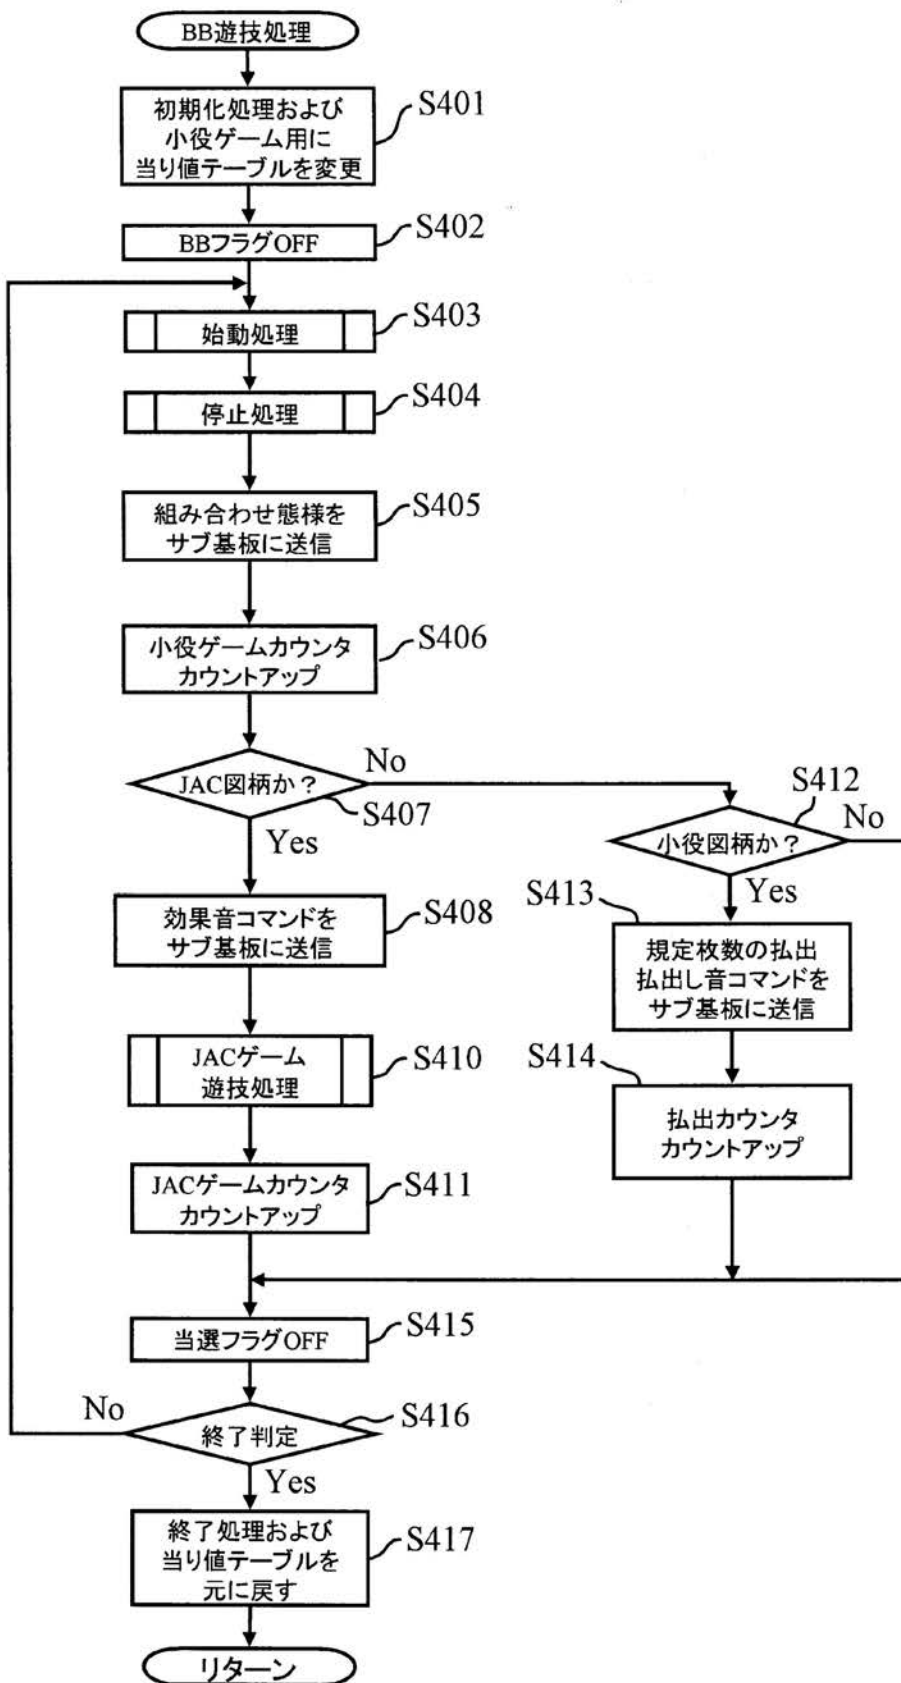 BB遊技処理
初期化処理および
小役ゲーム用に
当り値テーブルを変更
S401
BBフラグOFF
S402
始動処理
S403
停止処理
S404
組み合わせ態様を
サブ基板に送信
S405
小役ゲームカウンタ
カウントアップ
S406
JAC図柄か?
No
S407
Yes
小役図柄か?
S412
No
Yes
効果音コマンドを
サブ基板に送信
S408
規定枚数の払出
払出し音コマンドを
サブ基板に送信
S413
JACゲーム
遊技処理
S410
払出カウンタ
カウントアップ
S414
JACゲームカウンタ
カウントアップ
S411
当選フラグOFF
S415
No
終了判定
S416
Yes
終了処理および
当り値テーブルを
元に戻す
S417
リターン